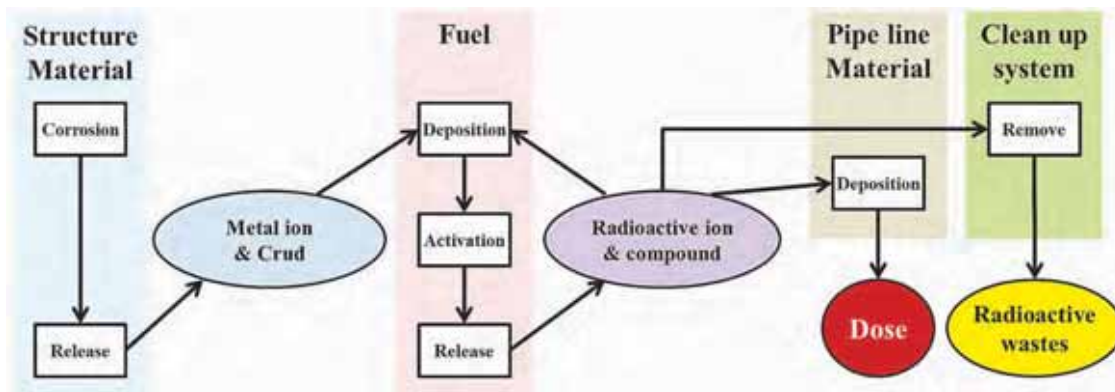 Structure
Material
Corrosion
Release
Metal ion
& Crud
Fuel
Deposition
Activation
Release
Radioactive ion
& compound
Pipe line
Material
Deposition
Dose
Clean up
system
Remove
Radioactive
wastes